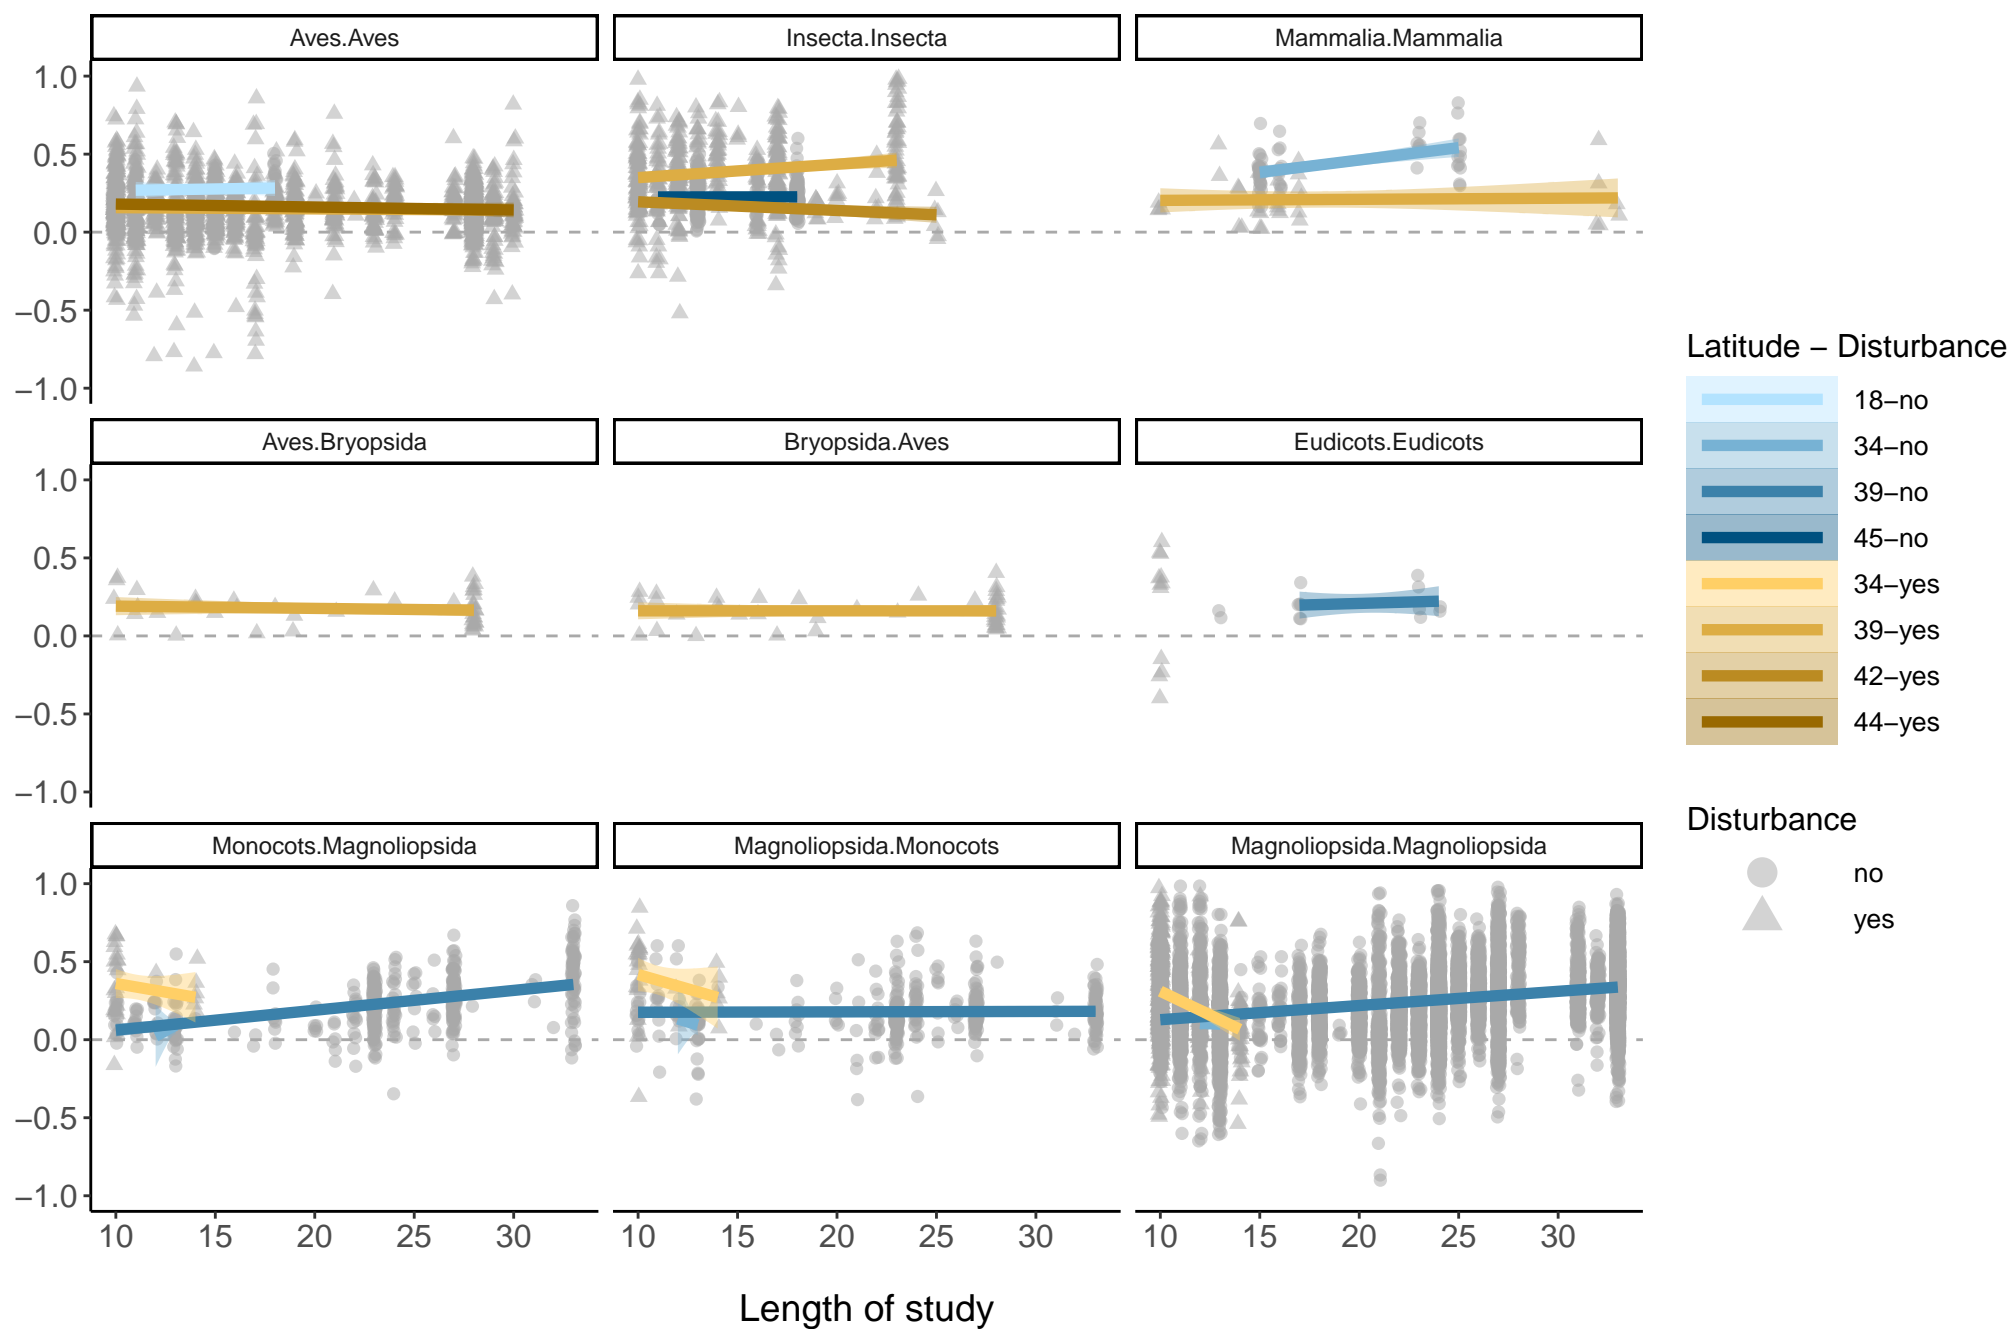 Aves.Aves
Insecta.Insecta
Mammalia.Mammalia
1.0
0.5
0.0
−0.5
−1.0
Aves.Bryopsida
Bryopsida.Aves
Eudicots.Eudicots
1.0
0.5
0.0
−0.5
−1.0
Monocots.Magnoliopsida
Magnoliopsida.Monocots
Magnoliopsida.Magnoliopsida
1.0
0.5
0.0
−0.5
−1.0
10 15 20 25 30
10 15 20 25 30
10 15 20 25 30
Length of study
Latitude − Disturbance
18−no
34−no
39−no
45−no
34−yes
39−yes
42−yes
44−yes
Disturbance
no
yes